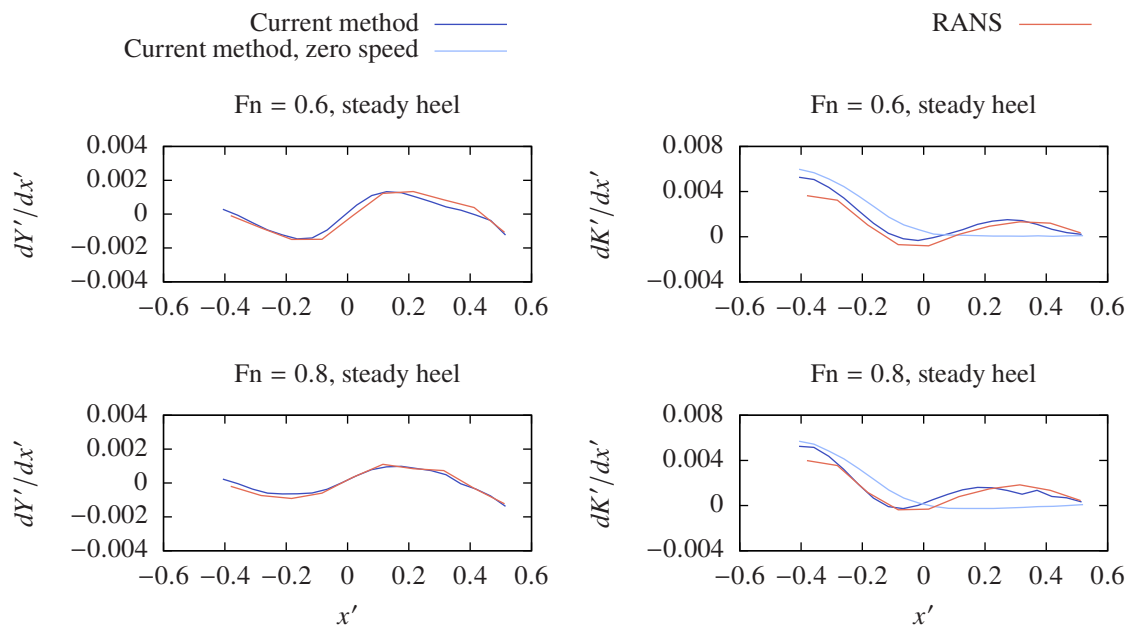 Current method
Current method, zero speed
RANS
Fn = 0.6, steady heel
0.004
0.002
0
−0.002
−0.004
dY′/dx′
−0.6 −0.4 −0.2 0 0.2 0.4 0.6
Fn = 0.6, steady heel
0.008
0.004
0
−0.004
dK′/dx′
−0.6 −0.4 −0.2 0 0.2 0.4 0.6
Fn = 0.8, steady heel
0.004
0.002
0
−0.002
−0.004
dY′/dx′
−0.6 −0.4 −0.2 0 0.2 0.4 0.6
x′
Fn = 0.8, steady heel
0.008
0.004
0
−0.004
dK′/dx′
−0.6 −0.4 −0.2 0 0.2 0.4 0.6
x′